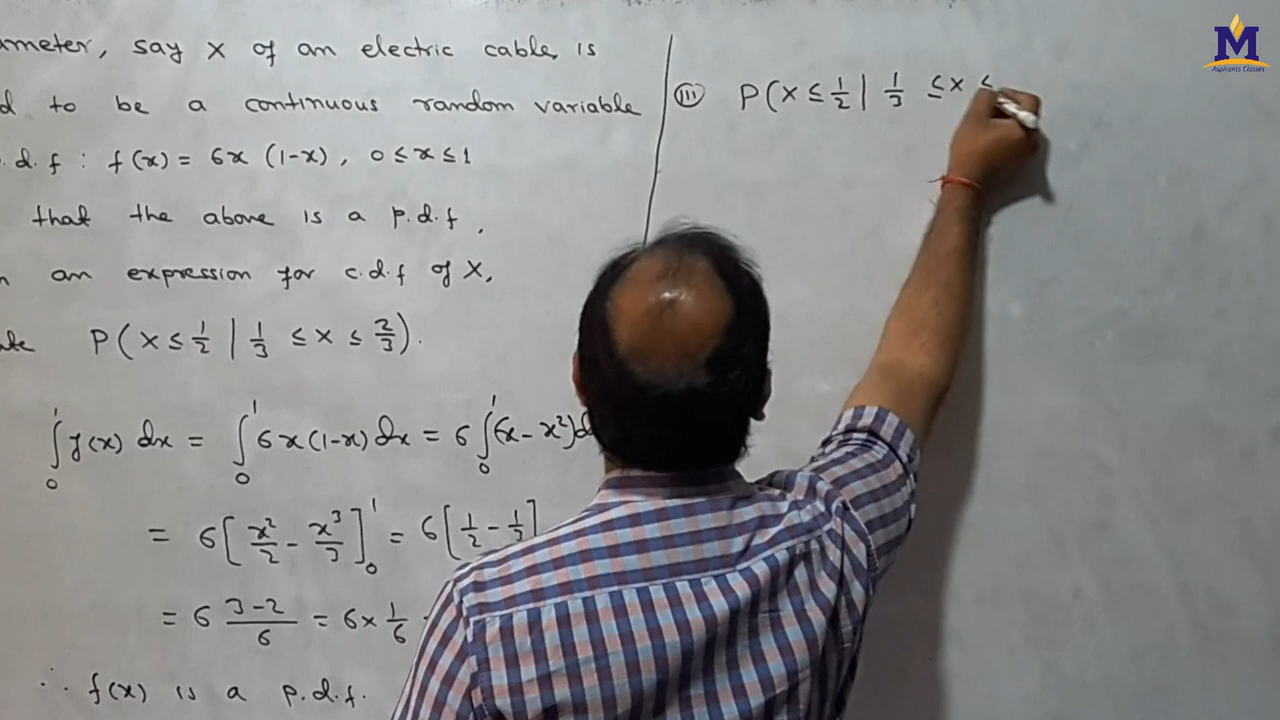 ameter, say X of an electric cable, is
d to be a continuous random variable
.d.f : f(x) = 6x (1-x), 0 ≤ x ≤ 1
that the above is a p.d.f.
n an expression for c.d.f of X,
ate P(X ≤ 1/2 | 1/3 ≤ X ≤ 2/3).
∫₀¹ f(x) dx = ∫₀¹ 6x(1-x) dx = 6 ∫₀¹ (x - x²) d
= 6[x²/2 - x³/3]₀¹ = 6[1/2 - 1/3]
= 6 (3-2)/6 = 6 × 1/6
∴ f(x) is a p.d.f.
(iii) P(X ≤ 1/2 | 1/3 ≤ X ≤
M
Aspirants Classes